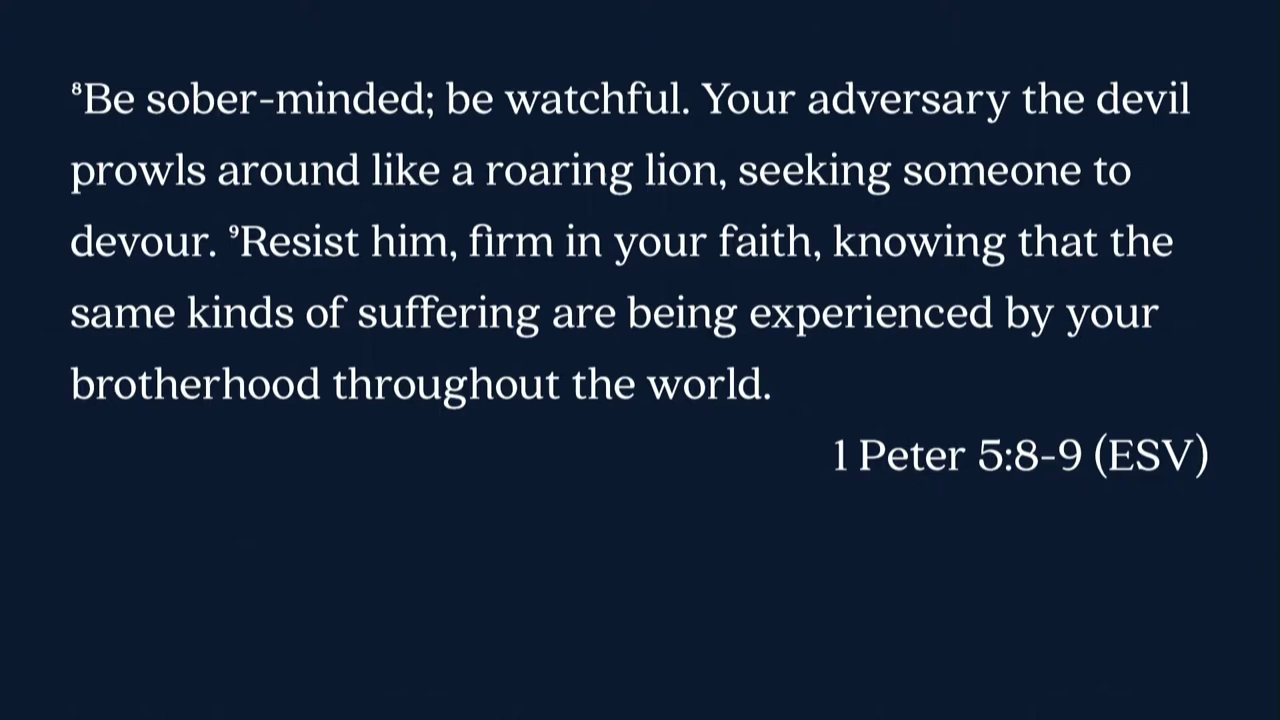 ⁸Be sober-minded; be watchful. Your adversary the devil
prowls around like a roaring lion, seeking someone to
devour. ⁹Resist him, firm in your faith, knowing that the
same kinds of suffering are being experienced by your
brotherhood throughout the world.
1 Peter 5:8-9 (ESV)